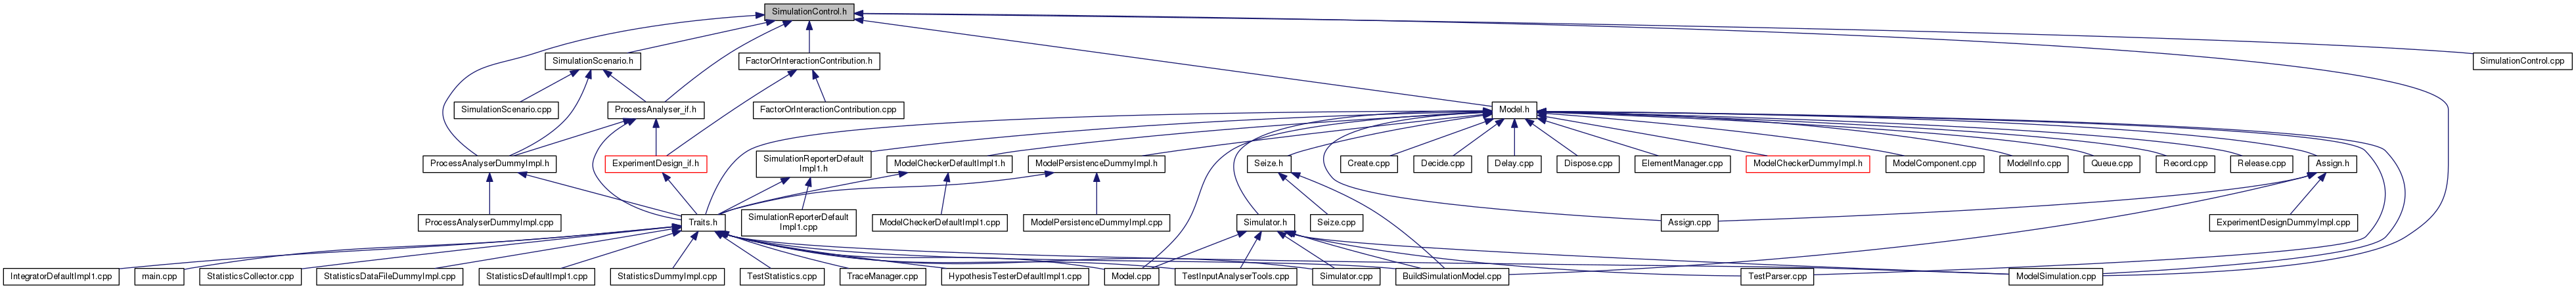 SimulationControl.h
SimulationScenario.h
FactorOrInteractionContribution.h
SimulationControl.cpp
SimulationScenario.cpp
ProcessAnalyser_if.h
FactorOrInteractionContribution.cpp
Model.h
ProcessAnalyserDummyImpl.h
ExperimentDesign_if.h
SimulationReporterDefault
Impl1.h
ModelCheckerDefaultImpl1.h
ModelPersistenceDummyImpl.h
Seize.h
Create.cpp
Decide.cpp
Delay.cpp
Dispose.cpp
ElementManager.cpp
ModelCheckerDummyImpl.h
ModelComponent.cpp
ModelInfo.cpp
Queue.cpp
Record.cpp
Release.cpp
Assign.h
ProcessAnalyserDummyImpl.cpp
Traits.h
SimulationReporterDefault
Impl1.cpp
ModelCheckerDefaultImpl1.cpp
ModelPersistenceDummyImpl.cpp
Simulator.h
Seize.cpp
Assign.cpp
ExperimentDesignDummyImpl.cpp
IntegratorDefaultImpl1.cpp
main.cpp
StatisticsCollector.cpp
StatisticsDataFileDummyImpl.cpp
StatisticsDefaultImpl1.cpp
StatisticsDummyImpl.cpp
TestStatistics.cpp
TraceManager.cpp
HypothesisTesterDefaultImpl1.cpp
Model.cpp
TestInputAnalyserTools.cpp
Simulator.cpp
BuildSimulationModel.cpp
TestParser.cpp
ModelSimulation.cpp